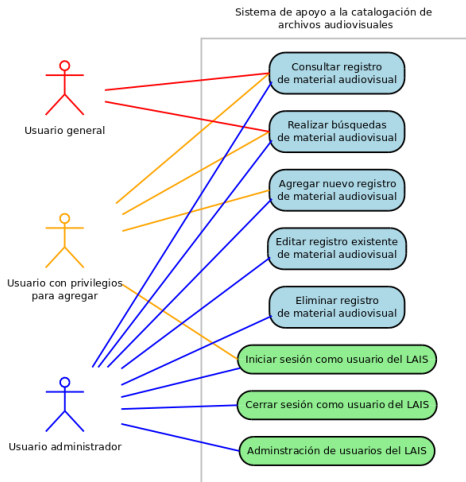 Sistema de apoyo a la catalogación de
archivos audiovisuales
Consultar registro
de material audiovisual
Usuario general
Realizar búsquedas
de material audiovisual
Agregar nuevo registro
de material audiovisual
Usuario con privilegios
para agregar
Editar registro existente
de material audiovisual
Eliminar registro
de material audiovisual
Iniciar sesión como usuario del LAIS
Cerrar sesión como usuario del LAIS
Usuario administrador
Adminstración de usuarios del LAIS